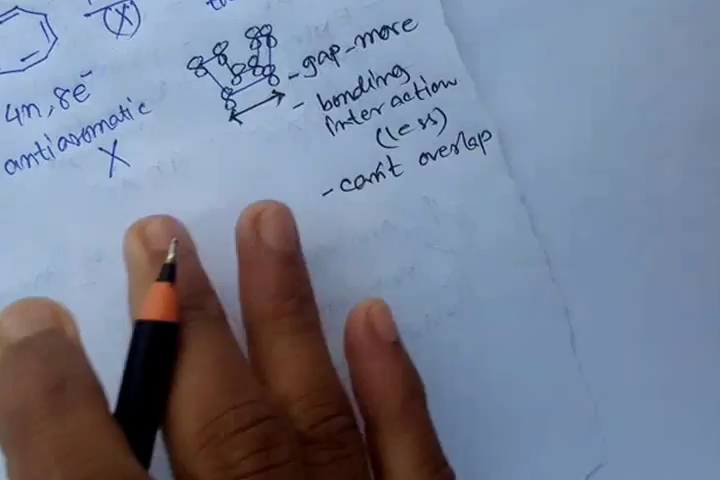 (X)
4n, 8e⁻
antiaromatic
X
- gap-more
- bonding
interaction
(less)
- can't overlap